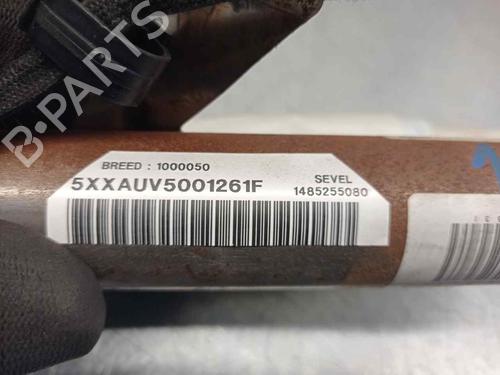 B-PARTS
BREED : 1000050
5XXAUV5001261F
SEVEL
1485255080